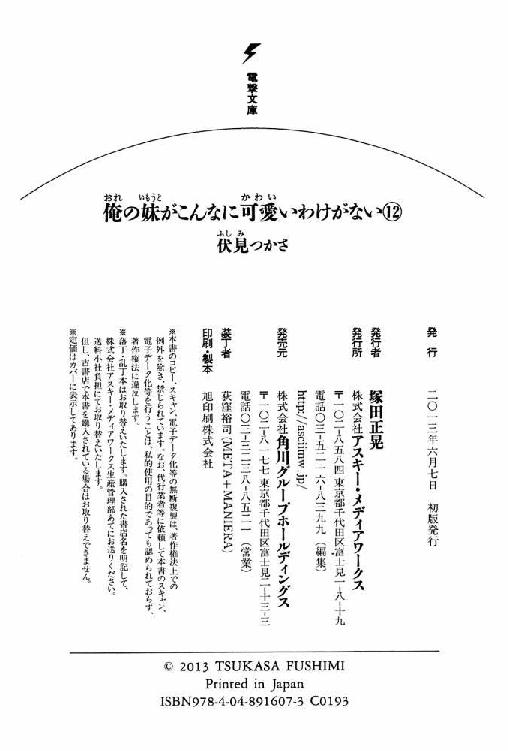 電撃文庫
俺の妹がこんなに可愛いわけがない⑫
おれ いもうと かわい
伏見つかさ
ふしみ
発行 二〇一三年六月七日 初版発行
発行者 塚田正晃
発行所 株式会社アスキー・メディアワークス
〒一〇二-八五八四 東京都千代田区富士見一-八-十九
電話〇三-五二一六-八三九九(編集)
http://asciimw.jp/
発売元 株式会社角川グループホールディングス
〒一〇二-八一七七 東京都千代田区富士見二-十三-三
電話〇三-三二三八-八五二一(営業)
装丁者 荻窪裕司(META+MANIERA)
印刷・製本 旭印刷株式会社
※本書のコピー、スキャン、電子データ化等の無断複製は、著作権法上での
例外を除き、禁じられています。なお、代行業者等に依頼して本書のスキャン、
電子データ化等を行うことは、私的使用の目的であっても認められておらず、
著作権法に違反します。
※落丁・乱丁本はお取り替えいたします。購入された書店名を明記して、
株式会社アスキー・メディアワークス生産管理部あてにお送りください。
送料小社負担にてお取り替えいたします。
但し、古書店で本書を購入されている場合はお取り替えできません。
※定価はカバーに表示してあります。
© 2013 TSUKASA FUSHIMI
Printed in Japan
ISBN978-4-04-891607-3 C0193